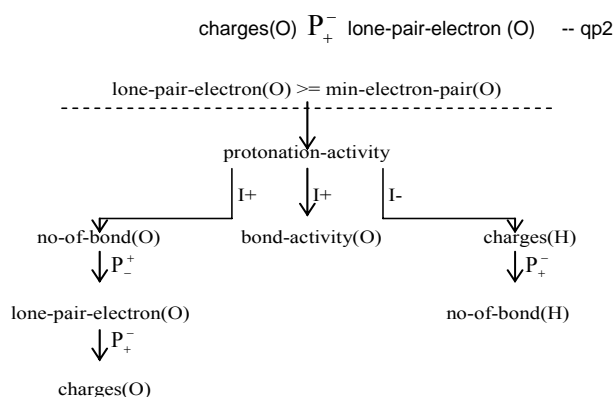 charges(O) P₊⁻ lone-pair-electron (O) -- qp2
lone-pair-electron(O) >= min-electron-pair(O)
protonation-activity
I+ I+ I-
no-of-bond(O) bond-activity(O) charges(H)
P₋⁺ P₊⁻
lone-pair-electron(O) no-of-bond(H)
P₊⁻
charges(O)